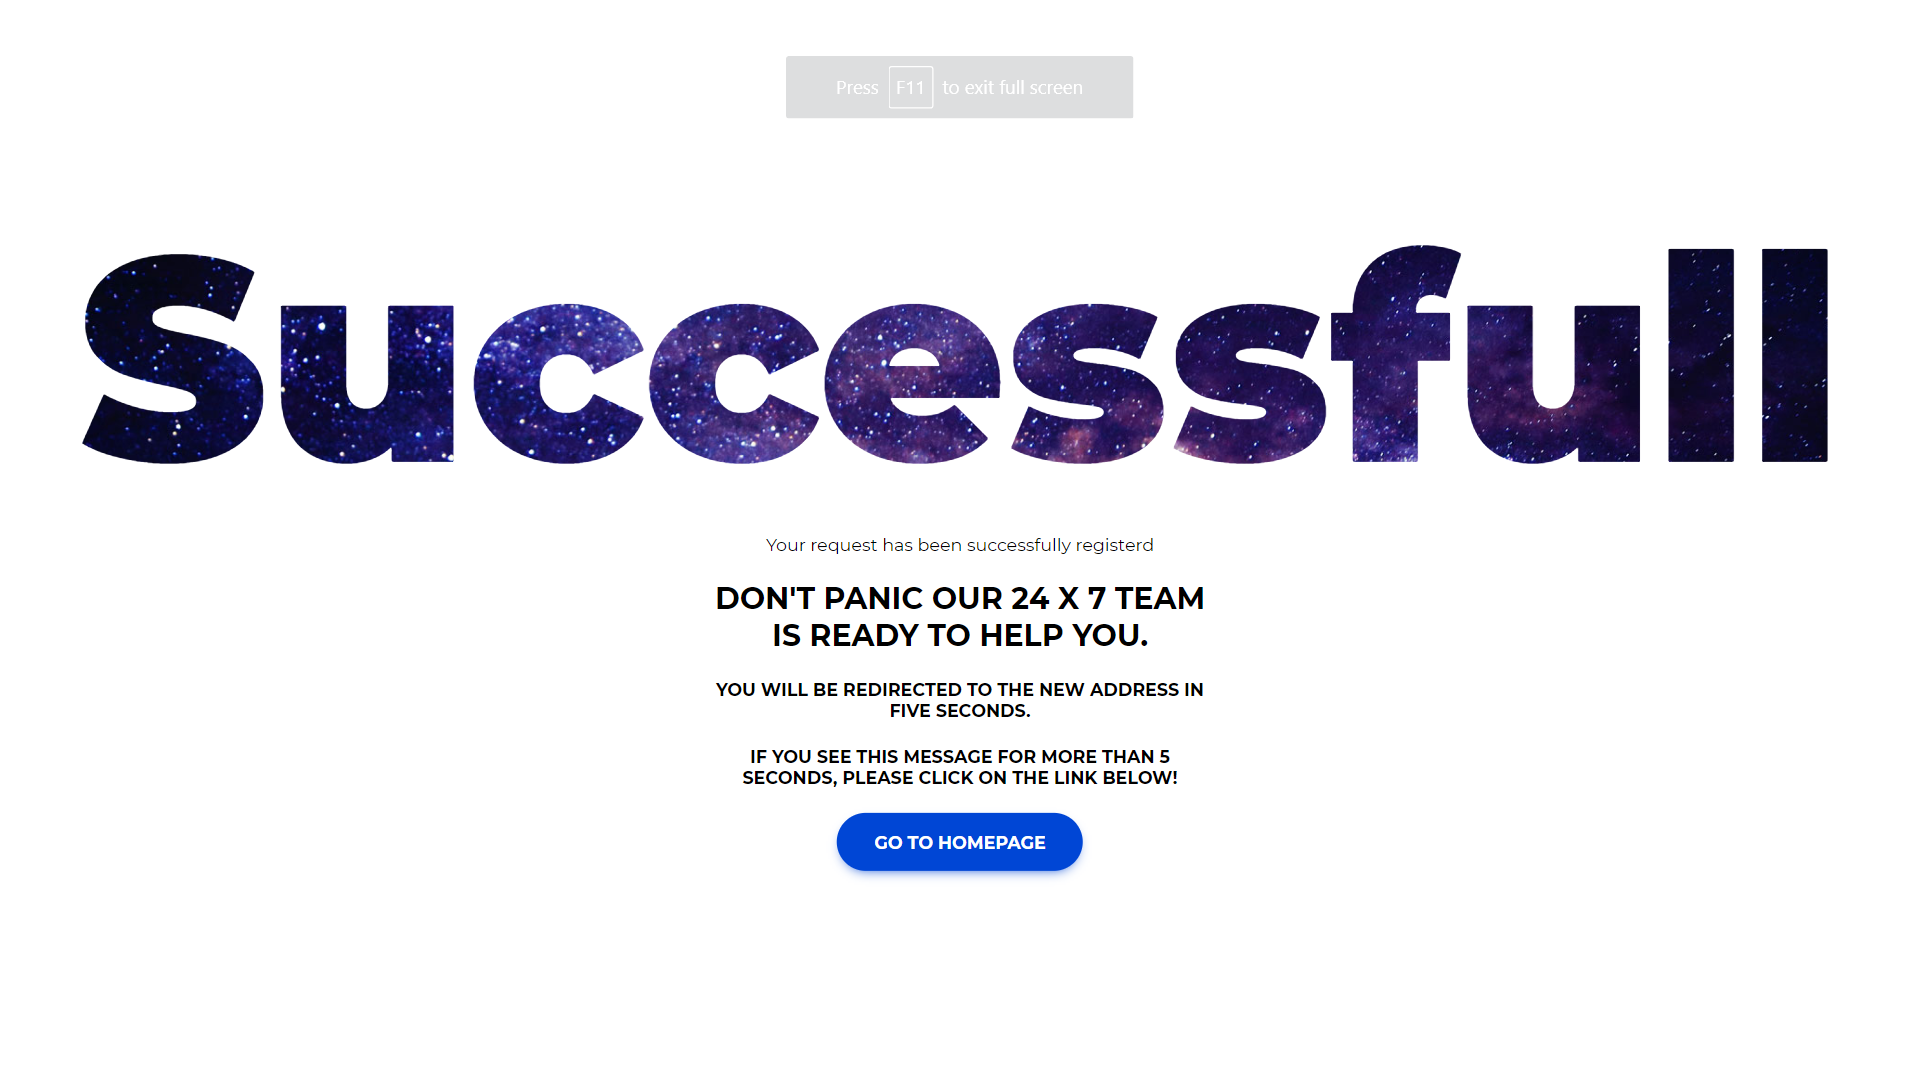 Press F11 to exit full screen
Successfull
Your request has been successfully registerd
DON'T PANIC OUR 24 X 7 TEAM
IS READY TO HELP YOU.
YOU WILL BE REDIRECTED TO THE NEW ADDRESS IN
FIVE SECONDS.
IF YOU SEE THIS MESSAGE FOR MORE THAN 5
SECONDS, PLEASE CLICK ON THE LINK BELOW!
GO TO HOMEPAGE